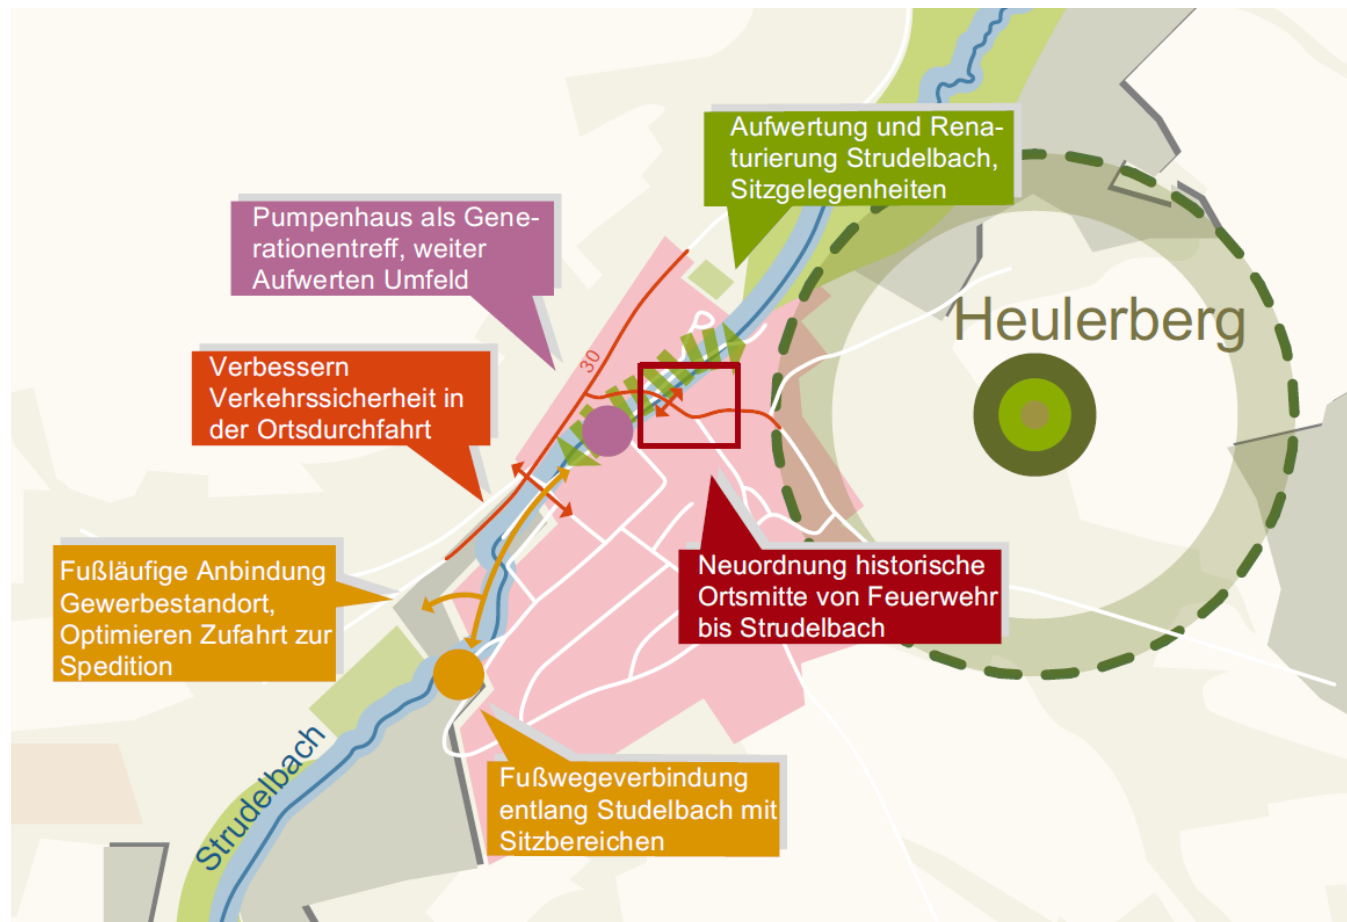 Aufwertung und Rena-
turierung Strudelbach,
Sitzgelegenheiten
Pumpenhaus als Gene-
rationentreff, weiter
Aufwerten Umfeld
Heulerberg
30
Verbessern
Verkehrssicherheit in
der Ortsdurchfahrt
Fußläufige Anbindung
Gewerbestandort,
Optimieren Zufahrt zur
Spedition
Neuordnung historische
Ortsmitte von Feuerwehr
bis Strudelbach
Strudelbach
Fußwegeverbindung
entlang Studelbach mit
Sitzbereichen